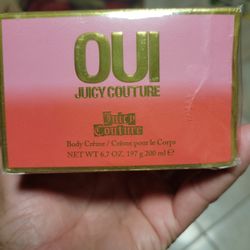 OUI
JUICY COUTURE
Juicy
Couture
Body Crème / Crème pour le Corps
NET WT 6.7 OZ. 197 g 200 ml ℮